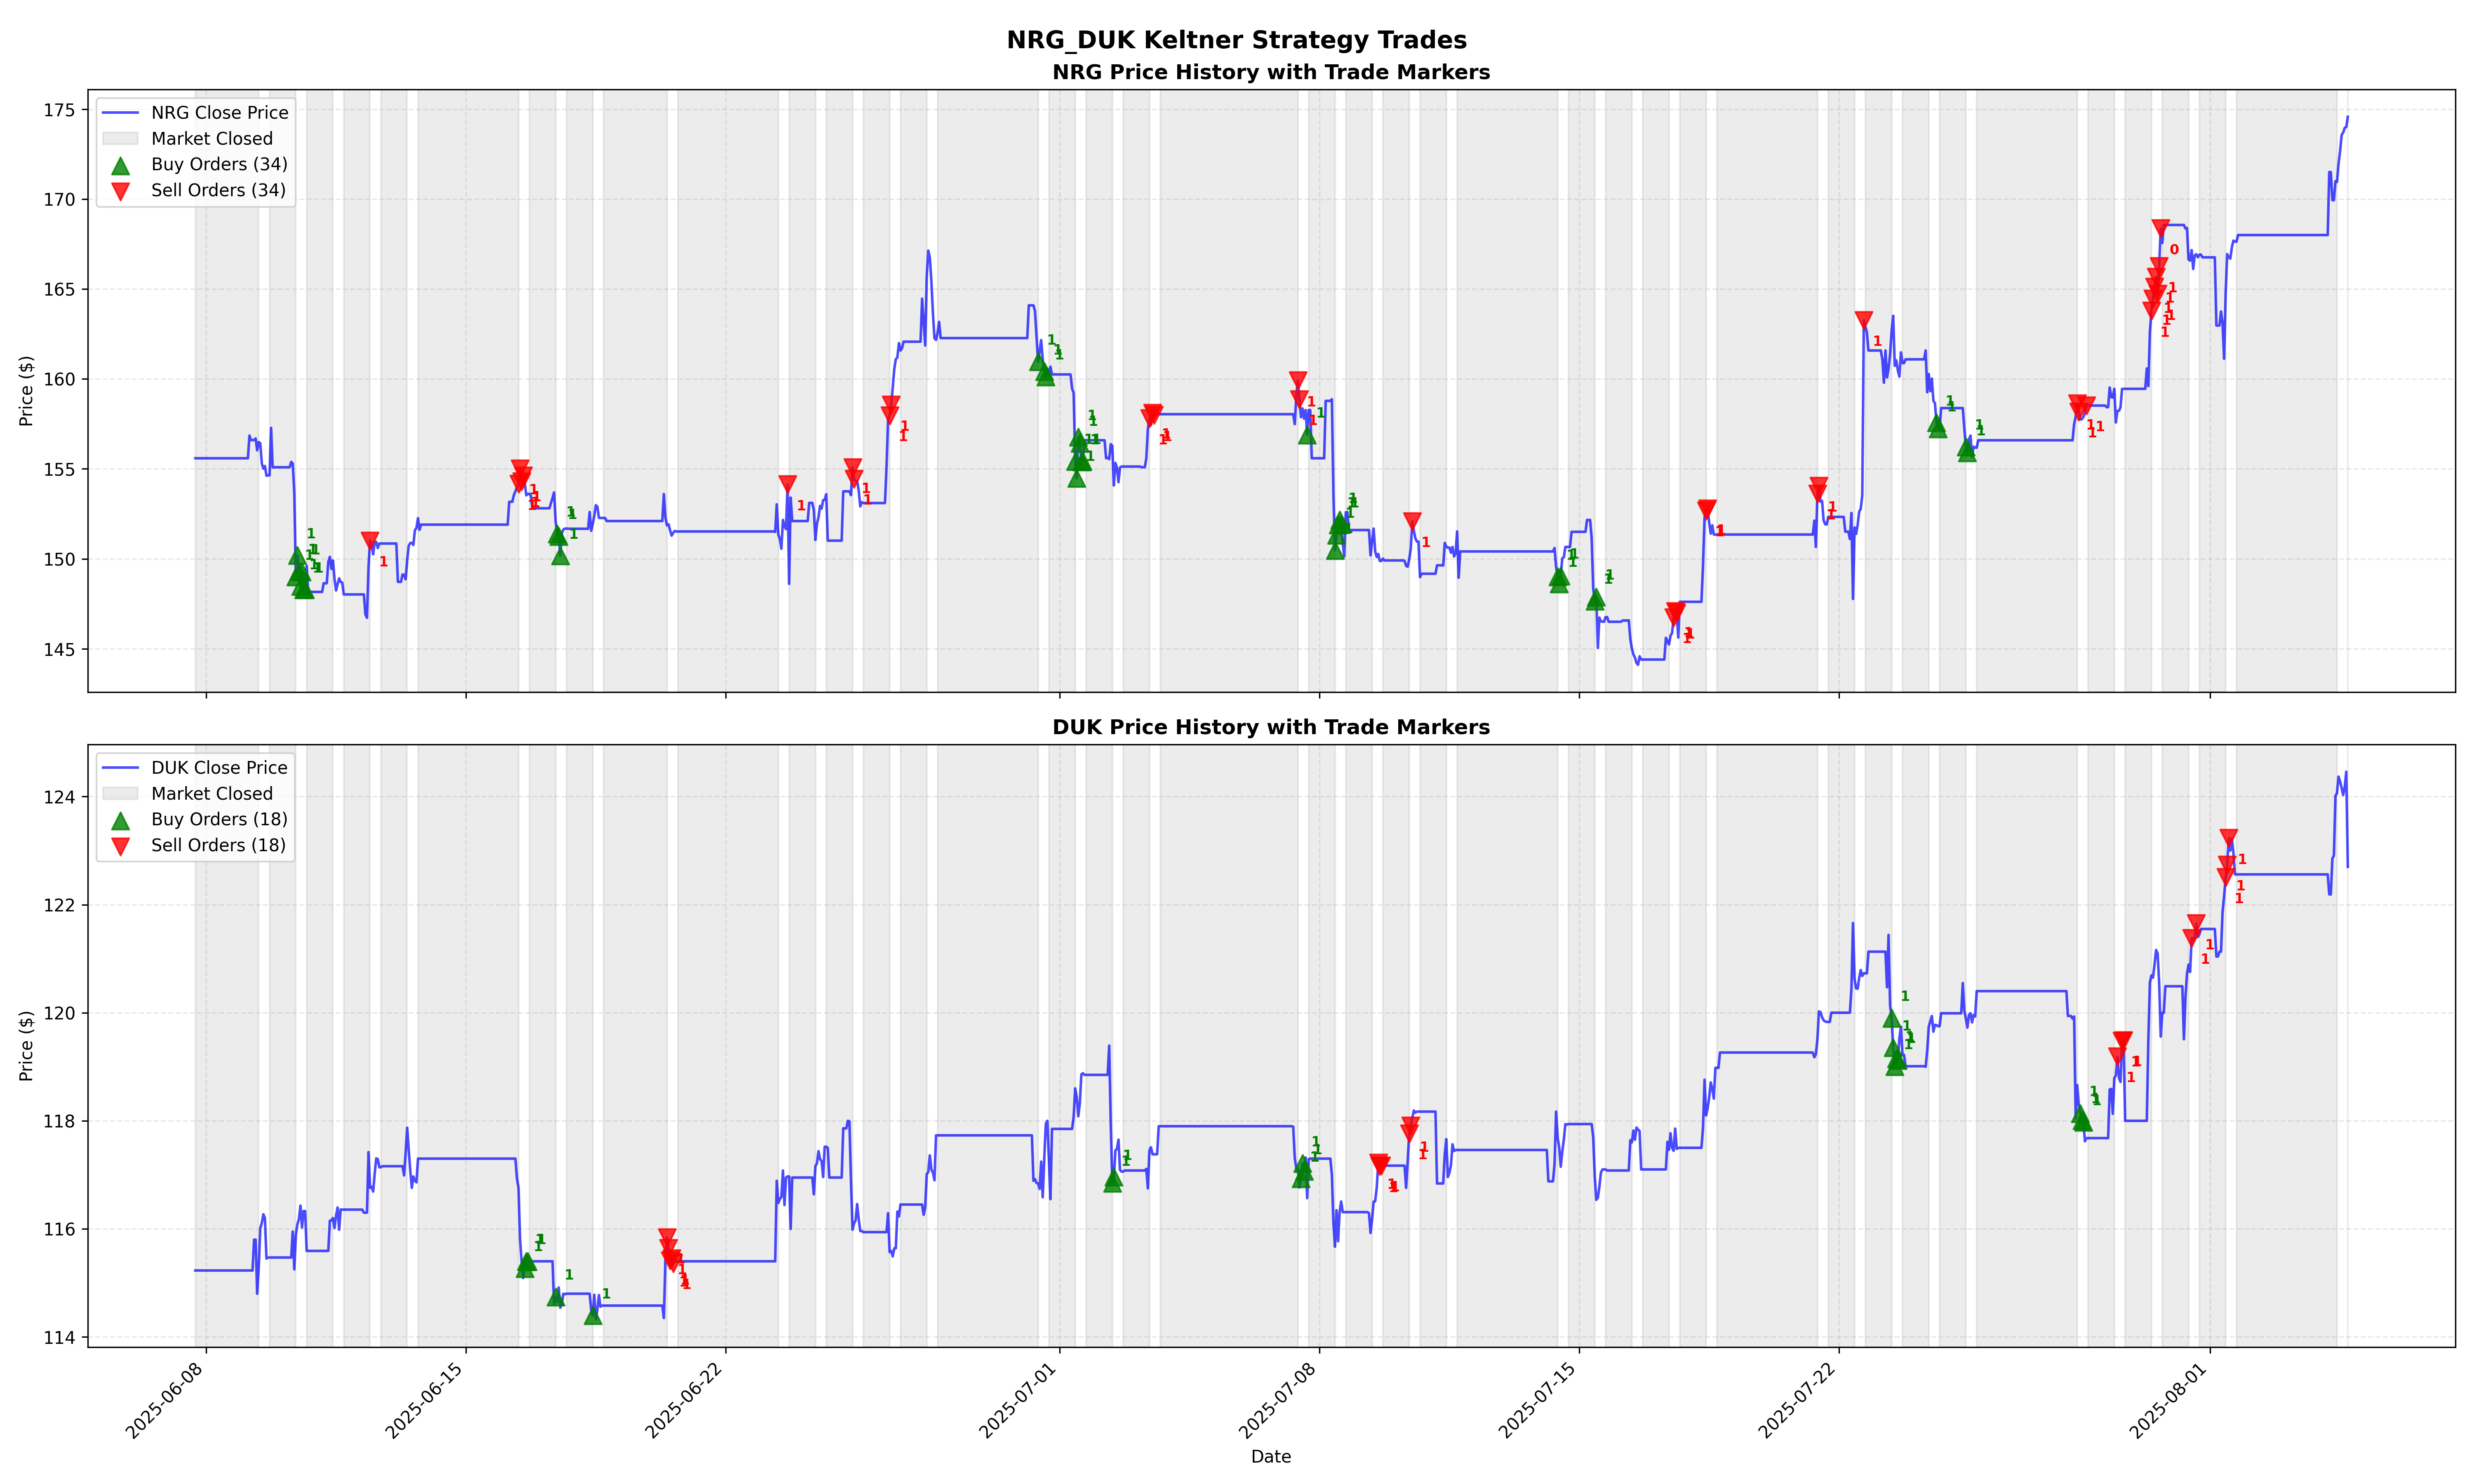 NRG_DUK Keltner Strategy Trades
NRG Price History with Trade Markers
NRG Close Price
Market Closed
Buy Orders (34)
Sell Orders (34)
Price ($)
175
170
165
160
155
150
145
DUK Price History with Trade Markers
DUK Close Price
Market Closed
Buy Orders (18)
Sell Orders (18)
Price ($)
124
122
120
118
116
114
2025-06-08
2025-06-15
2025-06-22
2025-07-01
2025-07-08
2025-07-15
2025-07-22
2025-08-01
Date